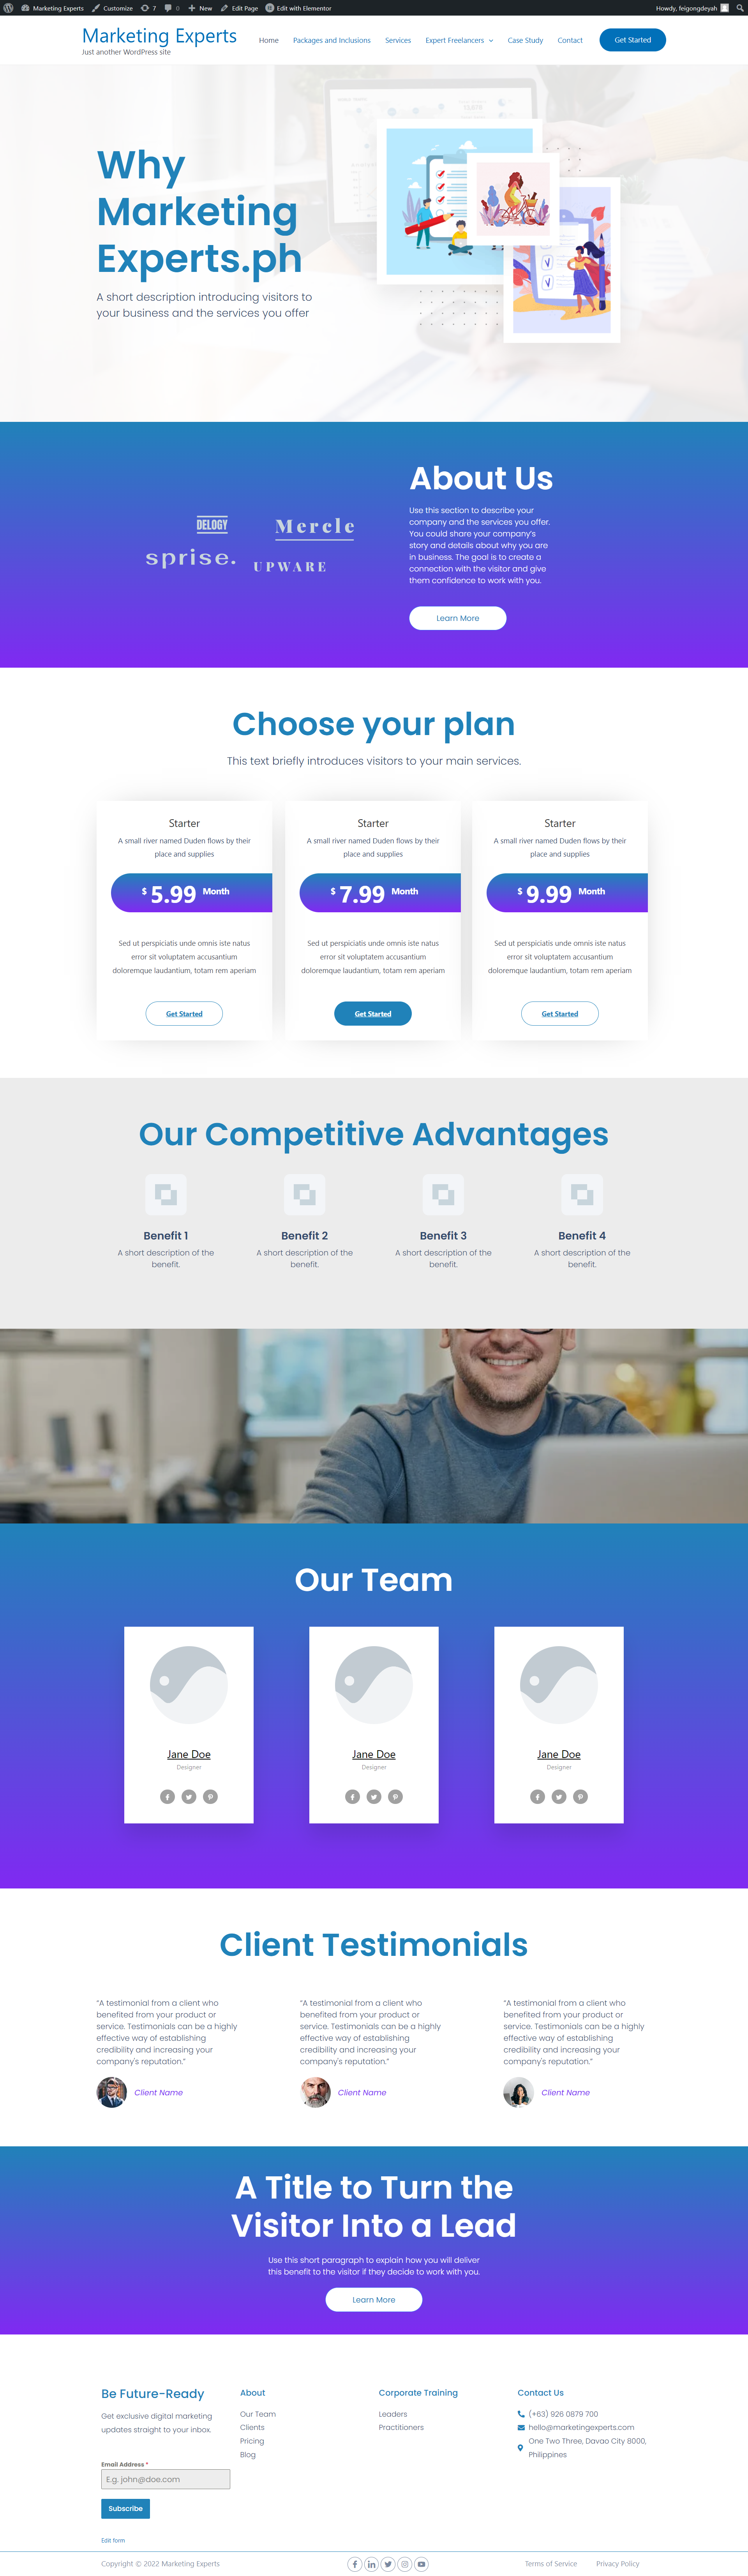 Marketing Experts Customize 7 0 New Edit Page Edit with Elementor Howdy, feigongdeyah
Marketing Experts
Just another WordPress site
Home Packages and Inclusions Services Expert Freelancers Case Study Contact Get Started
Why
Marketing
Experts.ph
A short description introducing visitors to
your business and the services you offer
DELOGY
Mercle
sprise.
UPWARE
About Us
Use this section to describe your
company and the services you offer.
You could share your company's
story and details about why you are
in business. The goal is to create a
connection with the visitor and give
them confidence to work with you.
Learn More
Choose your plan
This text briefly introduces visitors to your main services.
Starter
A small river named Duden flows by their
place and supplies
$ 5.99 Month
Sed ut perspiciatis unde omnis iste natus
error sit voluptatem accusantium
doloremque laudantium, totam rem aperiam
Get Started
Starter
A small river named Duden flows by their
place and supplies
$ 7.99 Month
Sed ut perspiciatis unde omnis iste natus
error sit voluptatem accusantium
doloremque laudantium, totam rem aperiam
Get Started
Starter
A small river named Duden flows by their
place and supplies
$ 9.99 Month
Sed ut perspiciatis unde omnis iste natus
error sit voluptatem accusantium
doloremque laudantium, totam rem aperiam
Get Started
Our Competitive Advantages
Benefit 1
A short description of the
benefit.
Benefit 2
A short description of the
benefit.
Benefit 3
A short description of the
benefit.
Benefit 4
A short description of the
benefit.
Our Team
Jane Doe
Designer
Jane Doe
Designer
Jane Doe
Designer
Client Testimonials
"A testimonial from a client who
benefited from your product or
service. Testimonials can be a highly
effective way of establishing
credibility and increasing your
company's reputation."
Client Name
"A testimonial from a client who
benefited from your product or
service. Testimonials can be a highly
effective way of establishing
credibility and increasing your
company's reputation."
Client Name
"A testimonial from a client who
benefited from your product or
service. Testimonials can be a highly
effective way of establishing
credibility and increasing your
company's reputation."
Client Name
A Title to Turn the
Visitor Into a Lead
Use this short paragraph to explain how you will deliver
this benefit to the visitor if they decide to work with you.
Learn More
Be Future-Ready
Get exclusive digital marketing
updates straight to your inbox.
Email Address *
E.g. john@doe.com
Subscribe
Edit form
About
Our Team
Clients
Pricing
Blog
Corporate Training
Leaders
Practitioners
Contact Us
(+63) 926 0879 700
hello@marketingexperts.com
One Two Three, Davao City 8000,
Philippines
Copyright © 2022 Marketing Experts
Terms of Service Privacy Policy